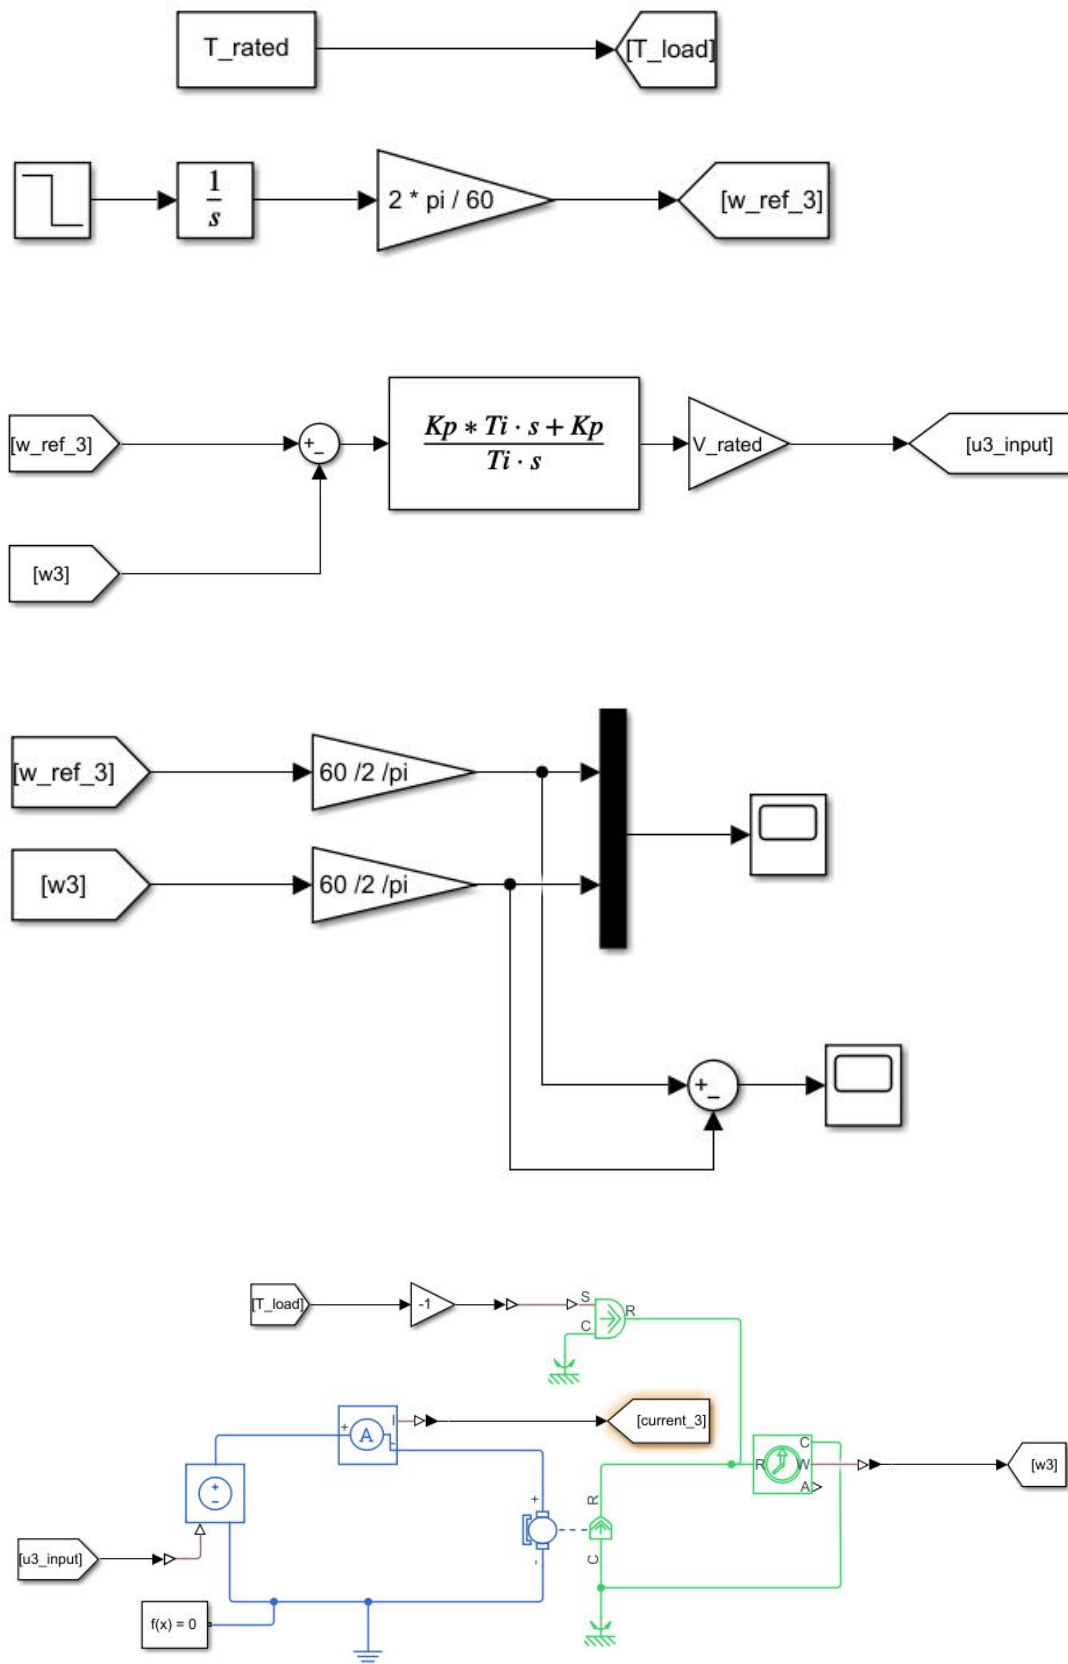 T_rated
[T_load]
1
s
2 * pi / 60
[w_ref_3]
[w_ref_3]
+
-
Kp * Ti · s + Kp
Ti · s
V_rated
[u3_input]
[w3]
[w_ref_3]
60 /2 /pi
[w3]
60 /2 /pi
+
-
[T_load]
-1
S
R
C
[current_3]
+
A
I
-
C
R
W
[w3]
A
+
-
R
+
-
C
[u3_input]
f(x) = 0